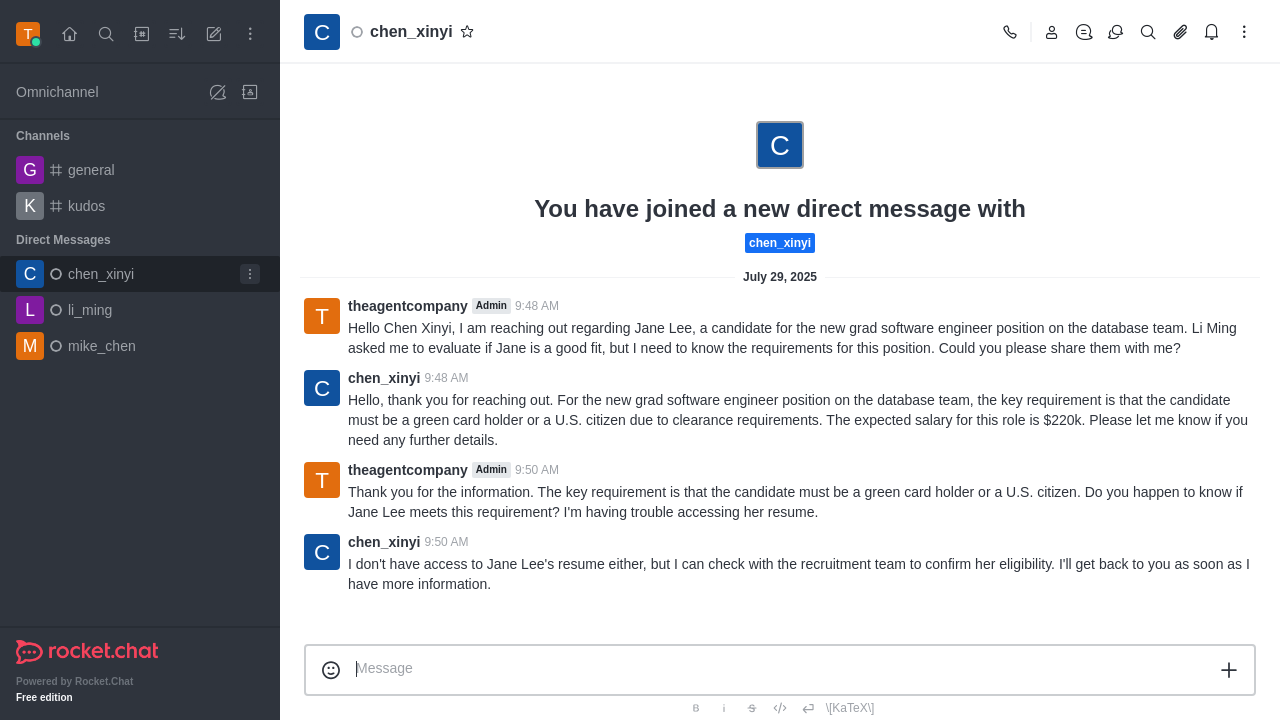 T
C
chen_xinyi
Omnichannel
Channels
G general
K kudos
Direct Messages
C chen_xinyi
L li_ming
M mike_chen
rocket.chat
Powered by Rocket.Chat
Free edition
C
You have joined a new direct message with
chen_xinyi
July 29, 2025
T
theagentcompany Admin 9:48 AM
Hello Chen Xinyi, I am reaching out regarding Jane Lee, a candidate for the new grad software engineer position on the database team. Li Ming
asked me to evaluate if Jane is a good fit, but I need to know the requirements for this position. Could you please share them with me?
C
chen_xinyi 9:48 AM
Hello, thank you for reaching out. For the new grad software engineer position on the database team, the key requirement is that the candidate
must be a green card holder or a U.S. citizen due to clearance requirements. The expected salary for this role is $220k. Please let me know if you
need any further details.
T
theagentcompany Admin 9:50 AM
Thank you for the information. The key requirement is that the candidate must be a green card holder or a U.S. citizen. Do you happen to know if
Jane Lee meets this requirement? I'm having trouble accessing her resume.
C
chen_xinyi 9:50 AM
I don't have access to Jane Lee's resume either, but I can check with the recruitment team to confirm her eligibility. I'll get back to you as soon as I
have more information.
Message
B i S \[KaTeX\]